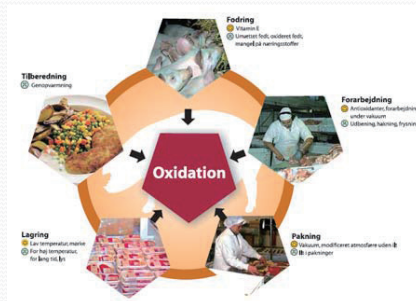 Fodring
Vitamin E
Umættet fedt, oxideret fedt,
mangel på næringsstoffer
Tilberedning
Genopvarmning
Forarbejdning
Antioxidanter, forarbejdning
under vakuum
Udbening, hakning, frysning
Oxidation
Lagring
Lav temperatur, mørke
For høj temperatur,
for lang tid, lys
Pakning
Vakuum, modificeret atmosfære uden ilt
Ilt i pakninger